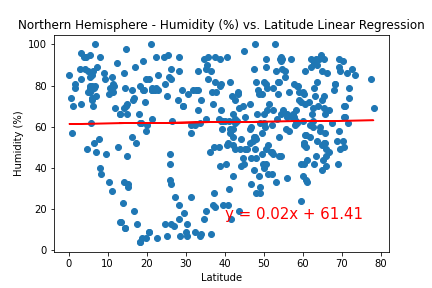 Northern Hemisphere - Humidity (%) vs. Latitude Linear Regression
100
80
60
40
20
0
Humidity (%)
y = 0.02x + 61.41
0 10 20 30 40 50 60 70 80
Latitude